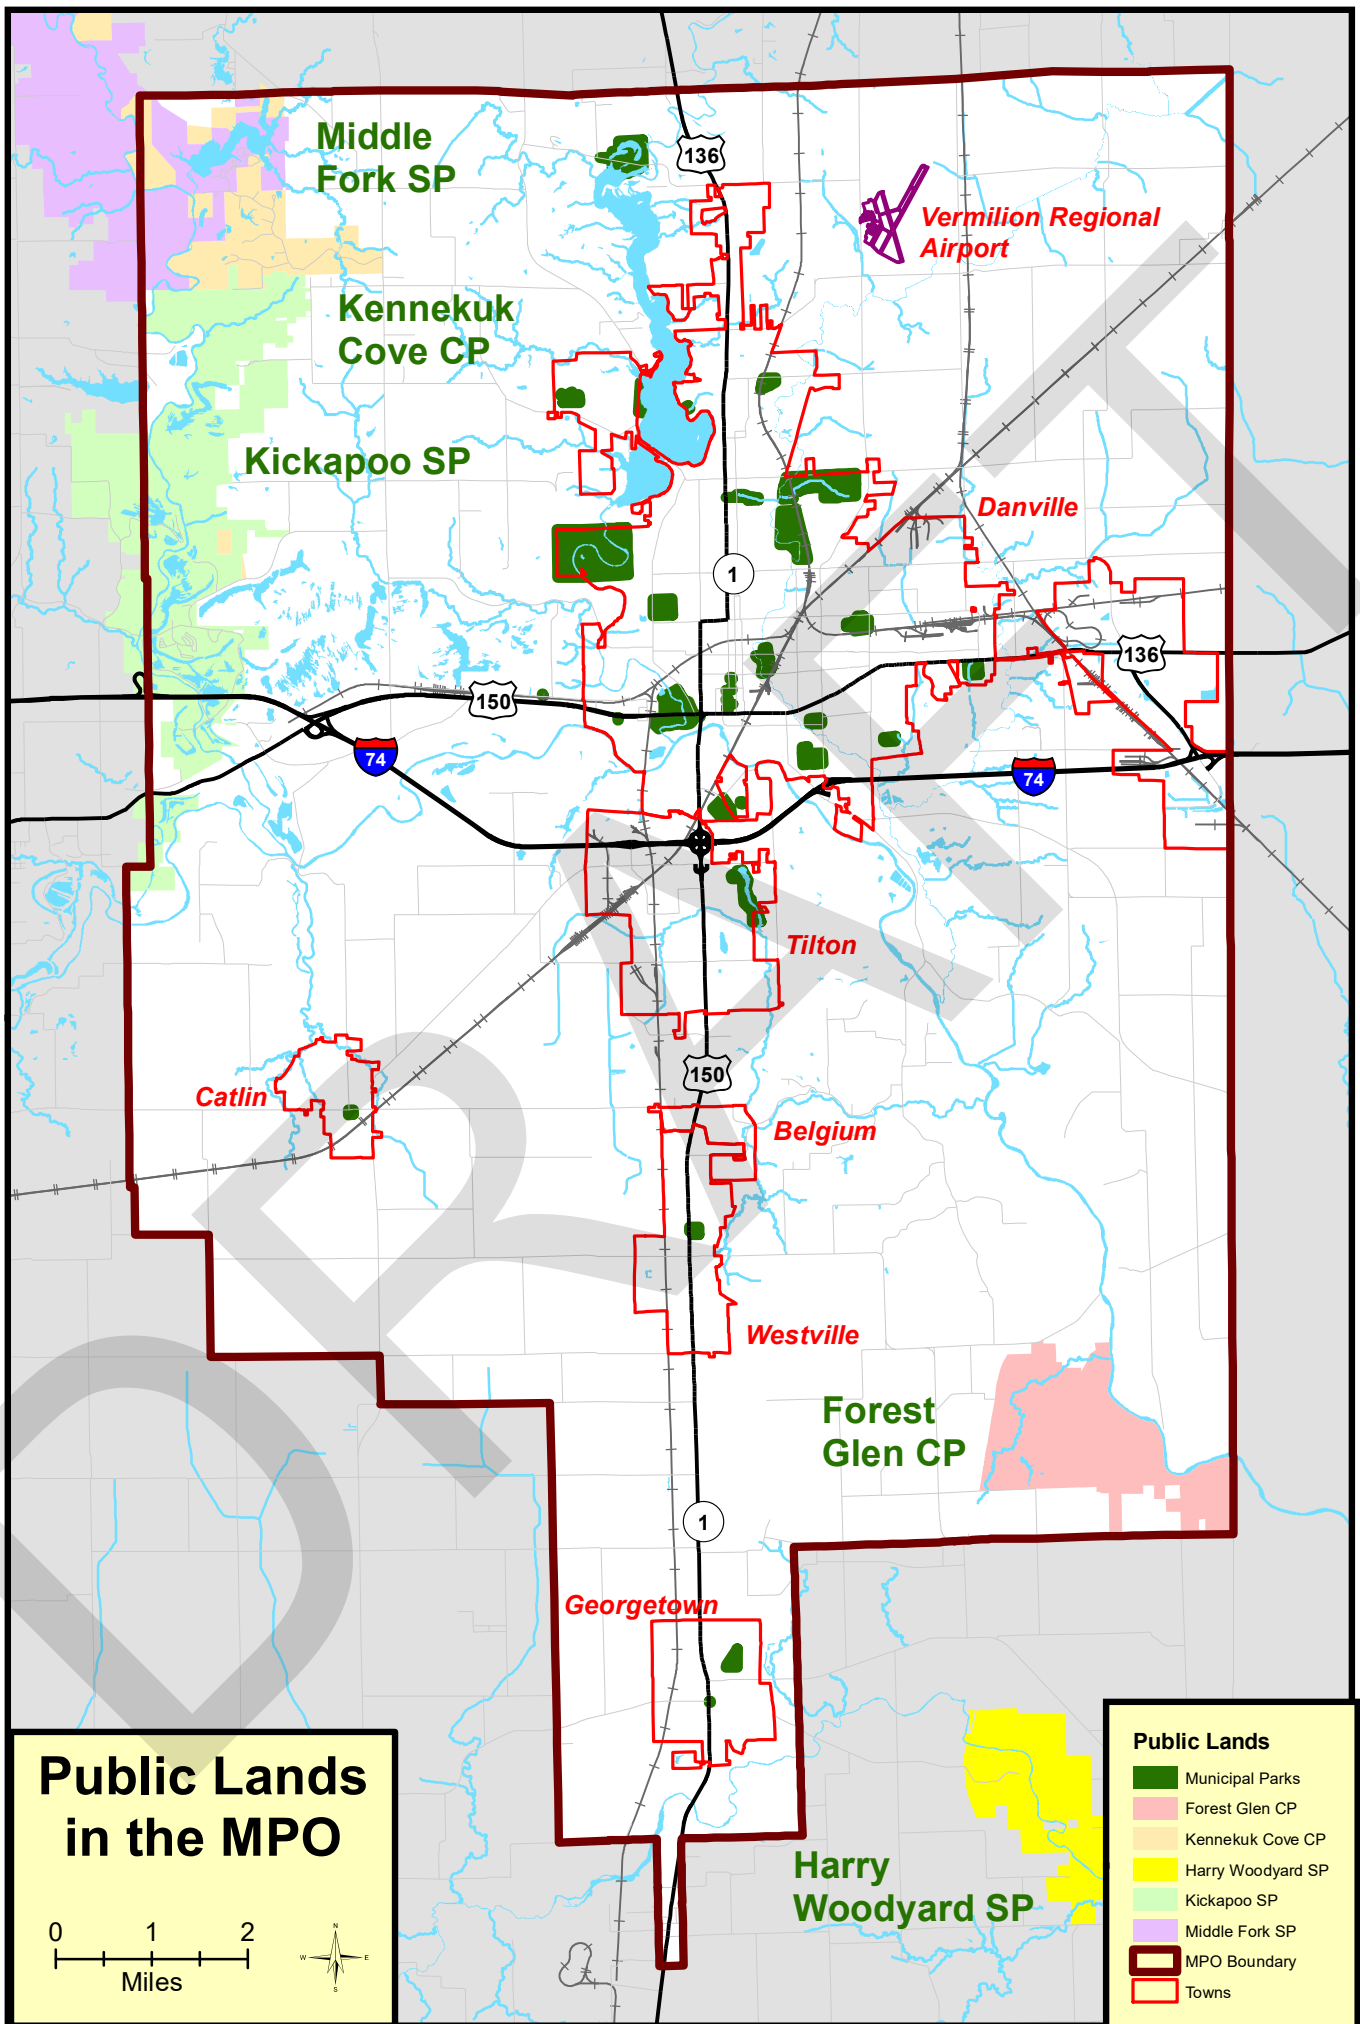 Middle
Fork SP
136
Vermilion Regional
Airport
Kennekuk
Cove CP
Kickapoo SP
Danville
1
136
150
74
74
Tilton
150
Catlin
Belgium
Westville
Forest
Glen CP
1
Georgetown
Harry
Woodyard SP
DRAFT
Public Lands
in the MPO
0 1 2
Miles
N
W E
S
Public Lands
Municipal Parks
Forest Glen CP
Kennekuk Cove CP
Harry Woodyard SP
Kickapoo SP
Middle Fork SP
MPO Boundary
Towns